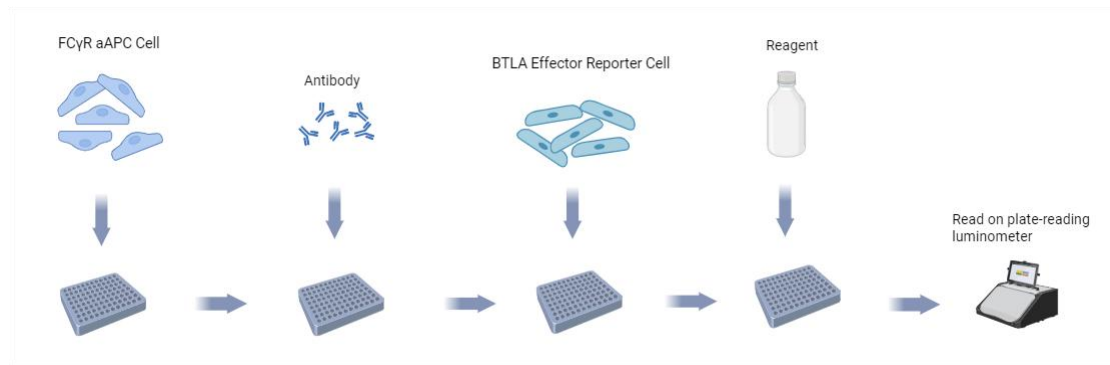 FCγR aAPC Cell
Antibody
BTLA Effector Reporter Cell
Reagent
Read on plate-reading
luminometer